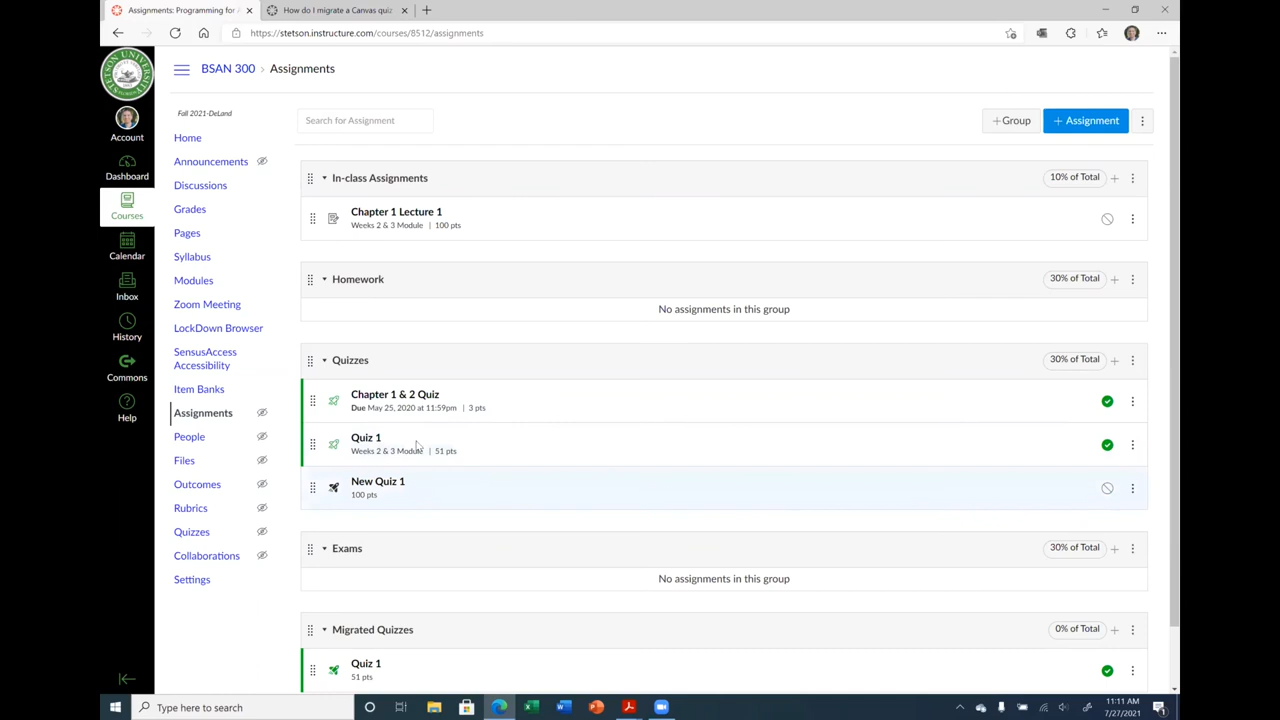 Assignments: Programming for A
How do I migrate a Canvas quiz
https://stetson.instructure.com/courses/8512/assignments
BSAN 300 › Assignments
Fall 2021-DeLand
Account
Dashboard
Courses
Calendar
Inbox
History
Commons
Help
Home
Announcements
Discussions
Grades
Pages
Syllabus
Modules
Zoom Meeting
LockDown Browser
SensusAccess
Accessibility
Item Banks
Assignments
People
Files
Outcomes
Rubrics
Quizzes
Collaborations
Settings
Search for Assignment
+ Group
+ Assignment
In-class Assignments
10% of Total
Chapter 1 Lecture 1
Weeks 2 & 3 Module | 100 pts
Homework
30% of Total
No assignments in this group
Quizzes
30% of Total
Chapter 1 & 2 Quiz
Due May 25, 2020 at 11:59pm | 3 pts
Quiz 1
Weeks 2 & 3 Module | 51 pts
New Quiz 1
100 pts
Exams
30% of Total
No assignments in this group
Migrated Quizzes
0% of Total
Quiz 1
51 pts
Type here to search
11:11 AM
7/27/2021